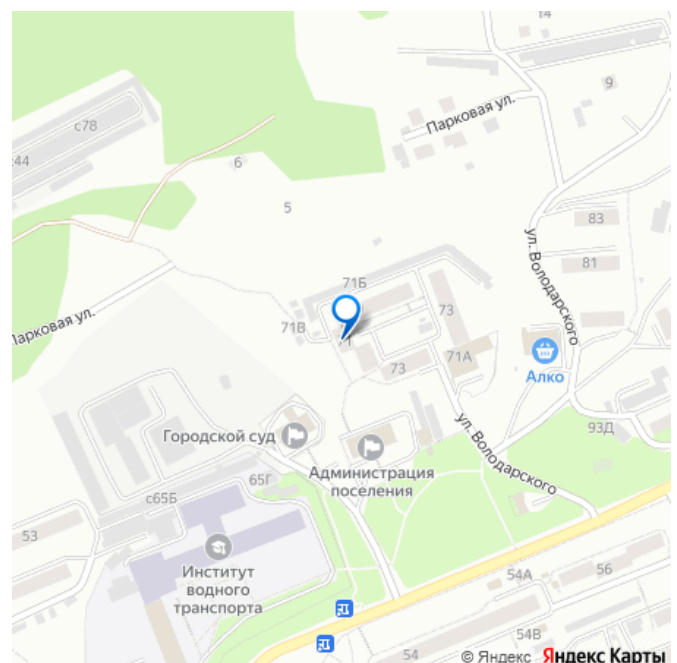 14
9
Парковая ул.
с78
с44
6
5
83
ул. Володарского
81
71Б
Парковая ул.
71В
71
73
73
71А
Алко
Городской суд
ул. Володарского
93Д
Администрация
поселения
65Г
с65Б
53
Институт
водного
транспорта
54А
56
54В
54
© Яндекс Яндекс Карты